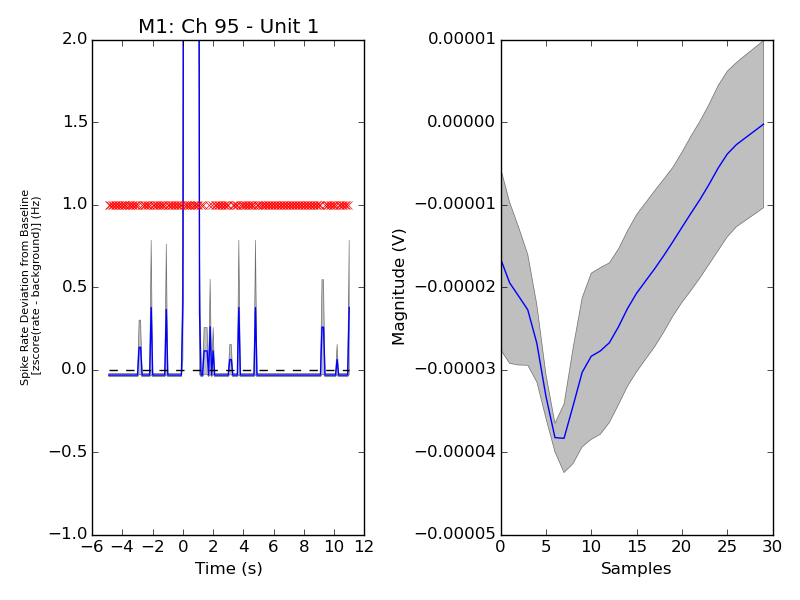 M1: Ch 95 - Unit 1
2.0
1.5
1.0
0.5
0.0
−0.5
−1.0
−6 −4 −2 0 2 4 6 8 10 12
Time (s)
Spike Rate Deviation from Baseline
[zscore(rate - background)] (Hz)
0.00001
0.00000
−0.00001
−0.00002
−0.00003
−0.00004
−0.00005
0 5 10 15 20 25 30
Samples
Magnitude (V)